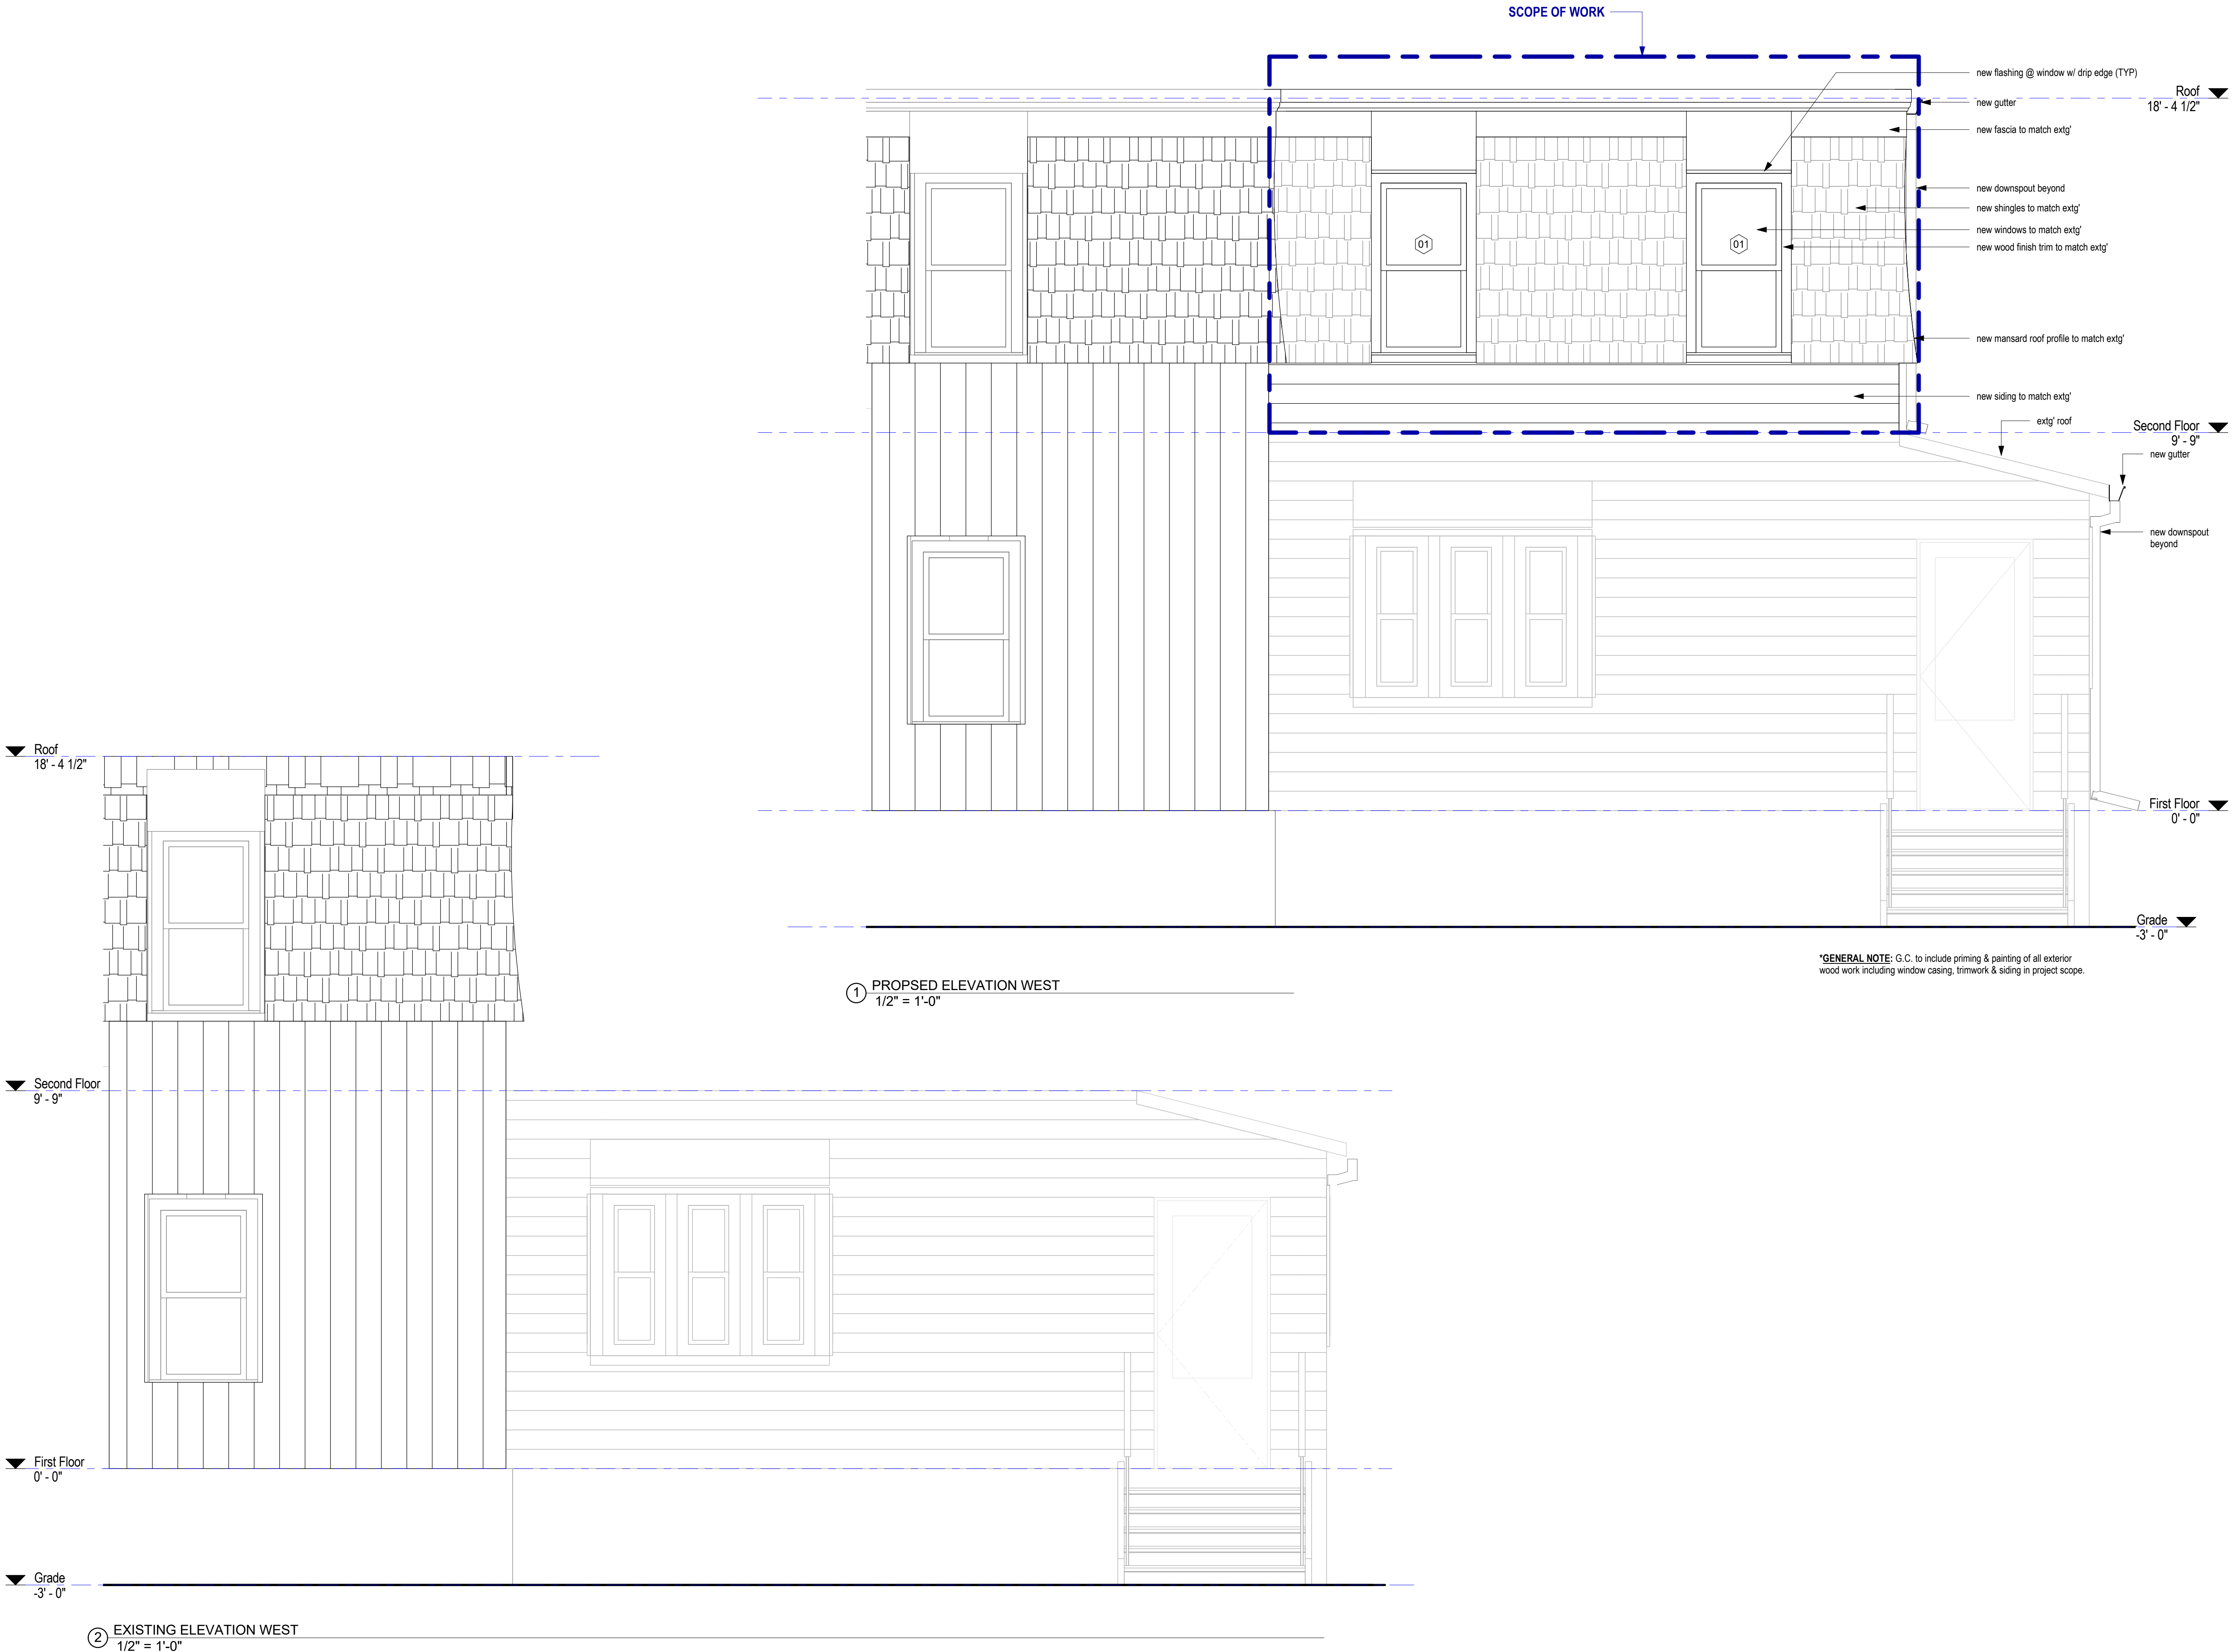 SCOPE OF WORK
new flashing @ window w/ drip edge (TYP)
Roof
18' - 4 1/2"
new gutter
new fascia to match extg'
new downspout beyond
new shingles to match extg'
new windows to match extg'
01
01
new wood finish trim to match extg'
new mansard roof profile to match extg'
new siding to match extg'
extg' roof
Second Floor
9' - 9"
new gutter
new downspout
beyond
First Floor
0' - 0"
Grade
-3' - 0"
*GENERAL NOTE: G.C. to include priming & painting of all exterior
wood work including window casing, trimwork & siding in project scope.
1 PROPSED ELEVATION WEST
1/2" = 1'-0"
Roof
18' - 4 1/2"
Second Floor
9' - 9"
First Floor
0' - 0"
Grade
-3' - 0"
2 EXISTING ELEVATION WEST
1/2" = 1'-0"